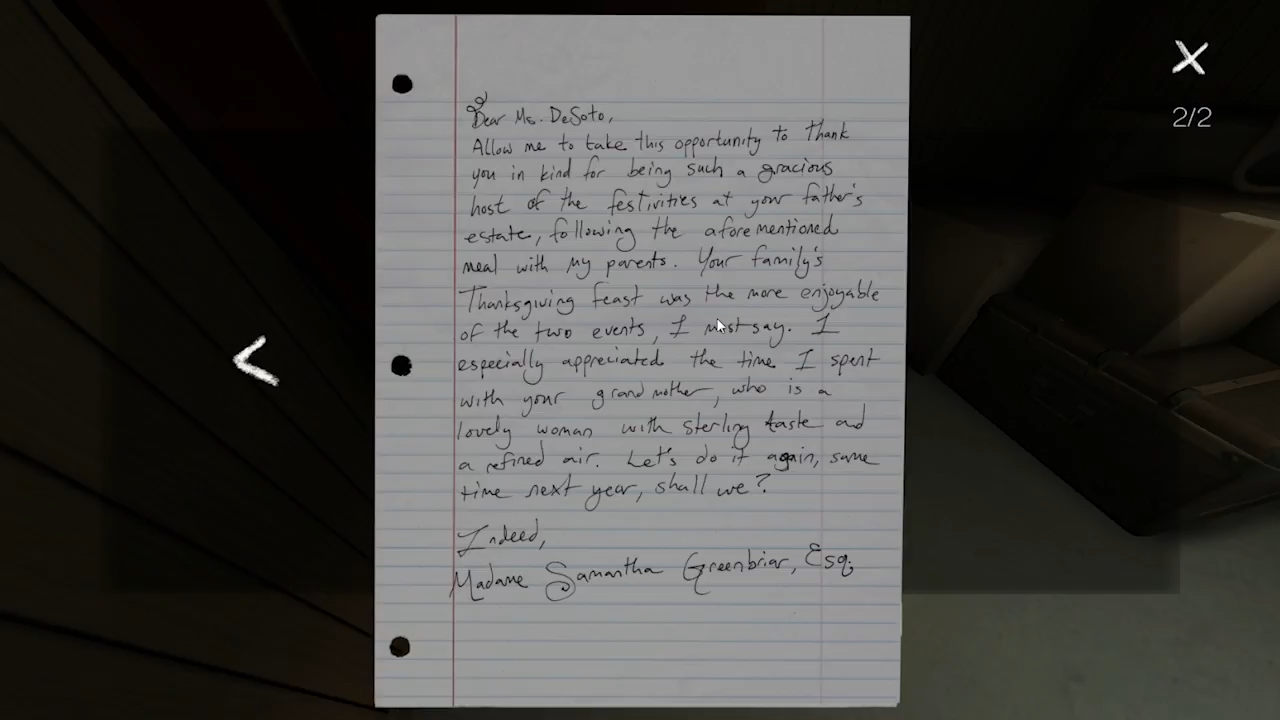 2/2
Dear Ms. DeSoto,
Allow me to take this opportunity to thank
you in kind for being such a gracious
host of the festivities at your father's
estate, following the aforementioned
meal with my parents. Your family's
Thanksgiving feast was the more enjoyable
of the two events, I must say. I
especially appreciated the time I spent
with your grandmother, who is a
lovely woman with sterling taste and
a refined air. Let's do it again, same
time next year, shall we?
Indeed,
Madame Samantha Greenbriar, Esq.